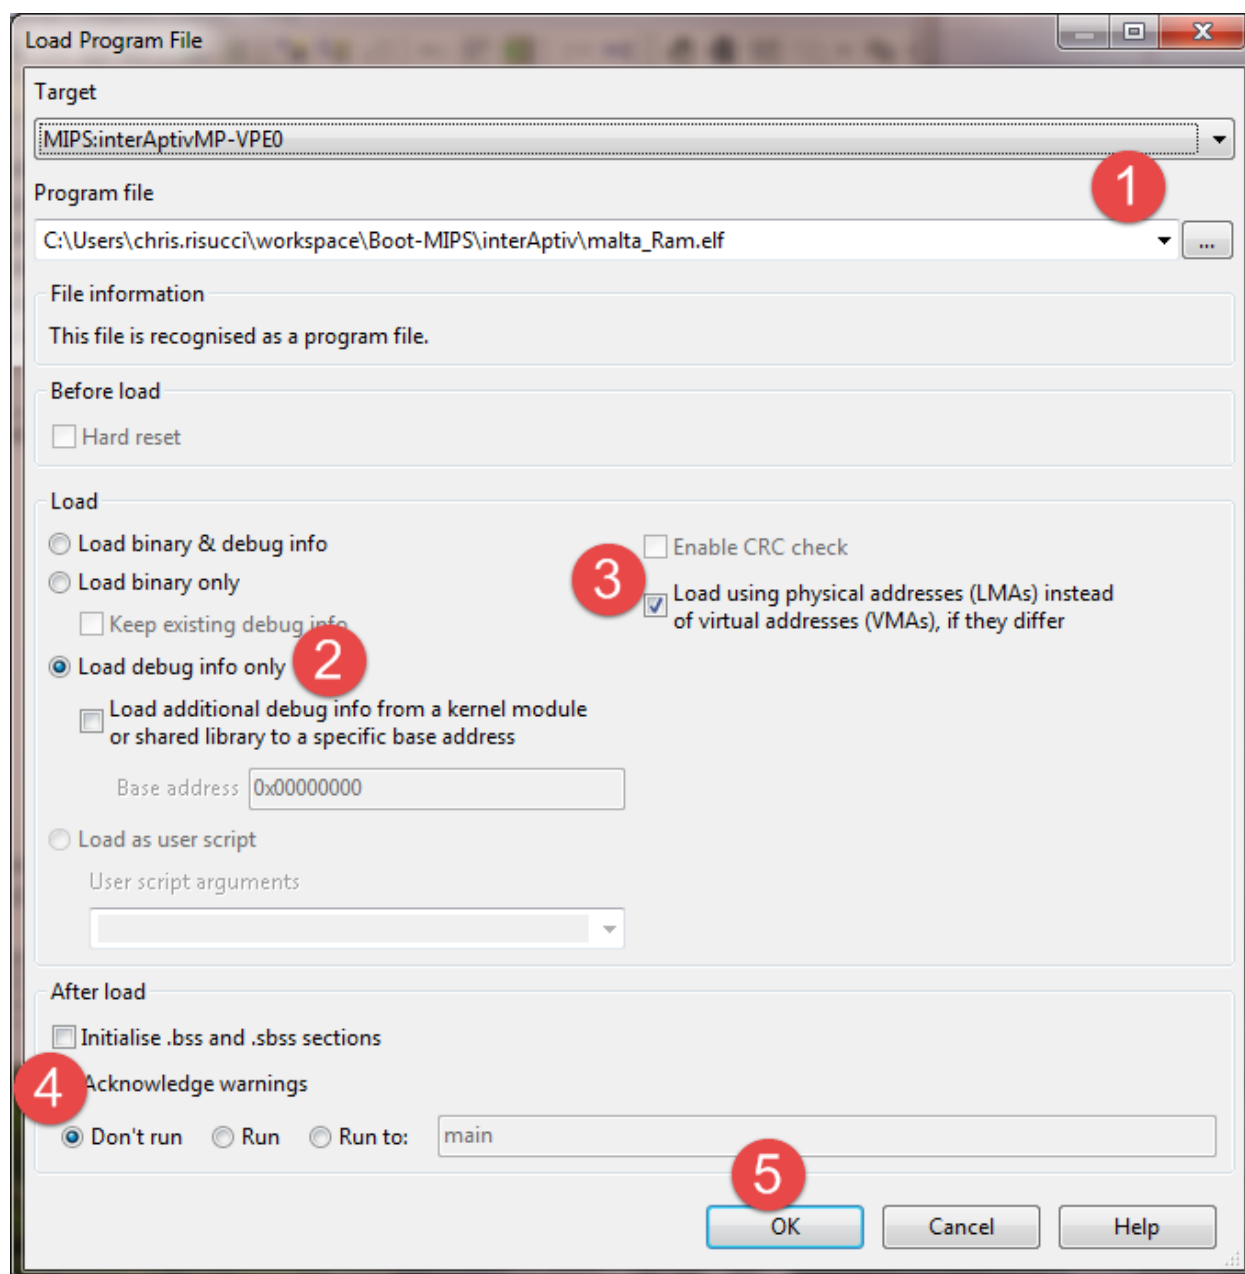 Load Program File
Target
MIPS:interAptivMP-VPE0
1
Program file
C:\Users\chris.risucci\workspace\Boot-MIPS\interAptiv\malta_Ram.elf
...
File information
This file is recognised as a program file.
Before load
Hard reset
Load
Load binary & debug info
Enable CRC check
Load binary only
3
Load using physical addresses (LMAs) instead
of virtual addresses (VMAs), if they differ
Keep existing debug info
Load debug info only
2
Load additional debug info from a kernel module
or shared library to a specific base address
Base address 0x00000000
Load as user script
User script arguments
After load
Initialise .bss and .sbss sections
4
Acknowledge warnings
Don't run Run Run to: main
5
OK Cancel Help